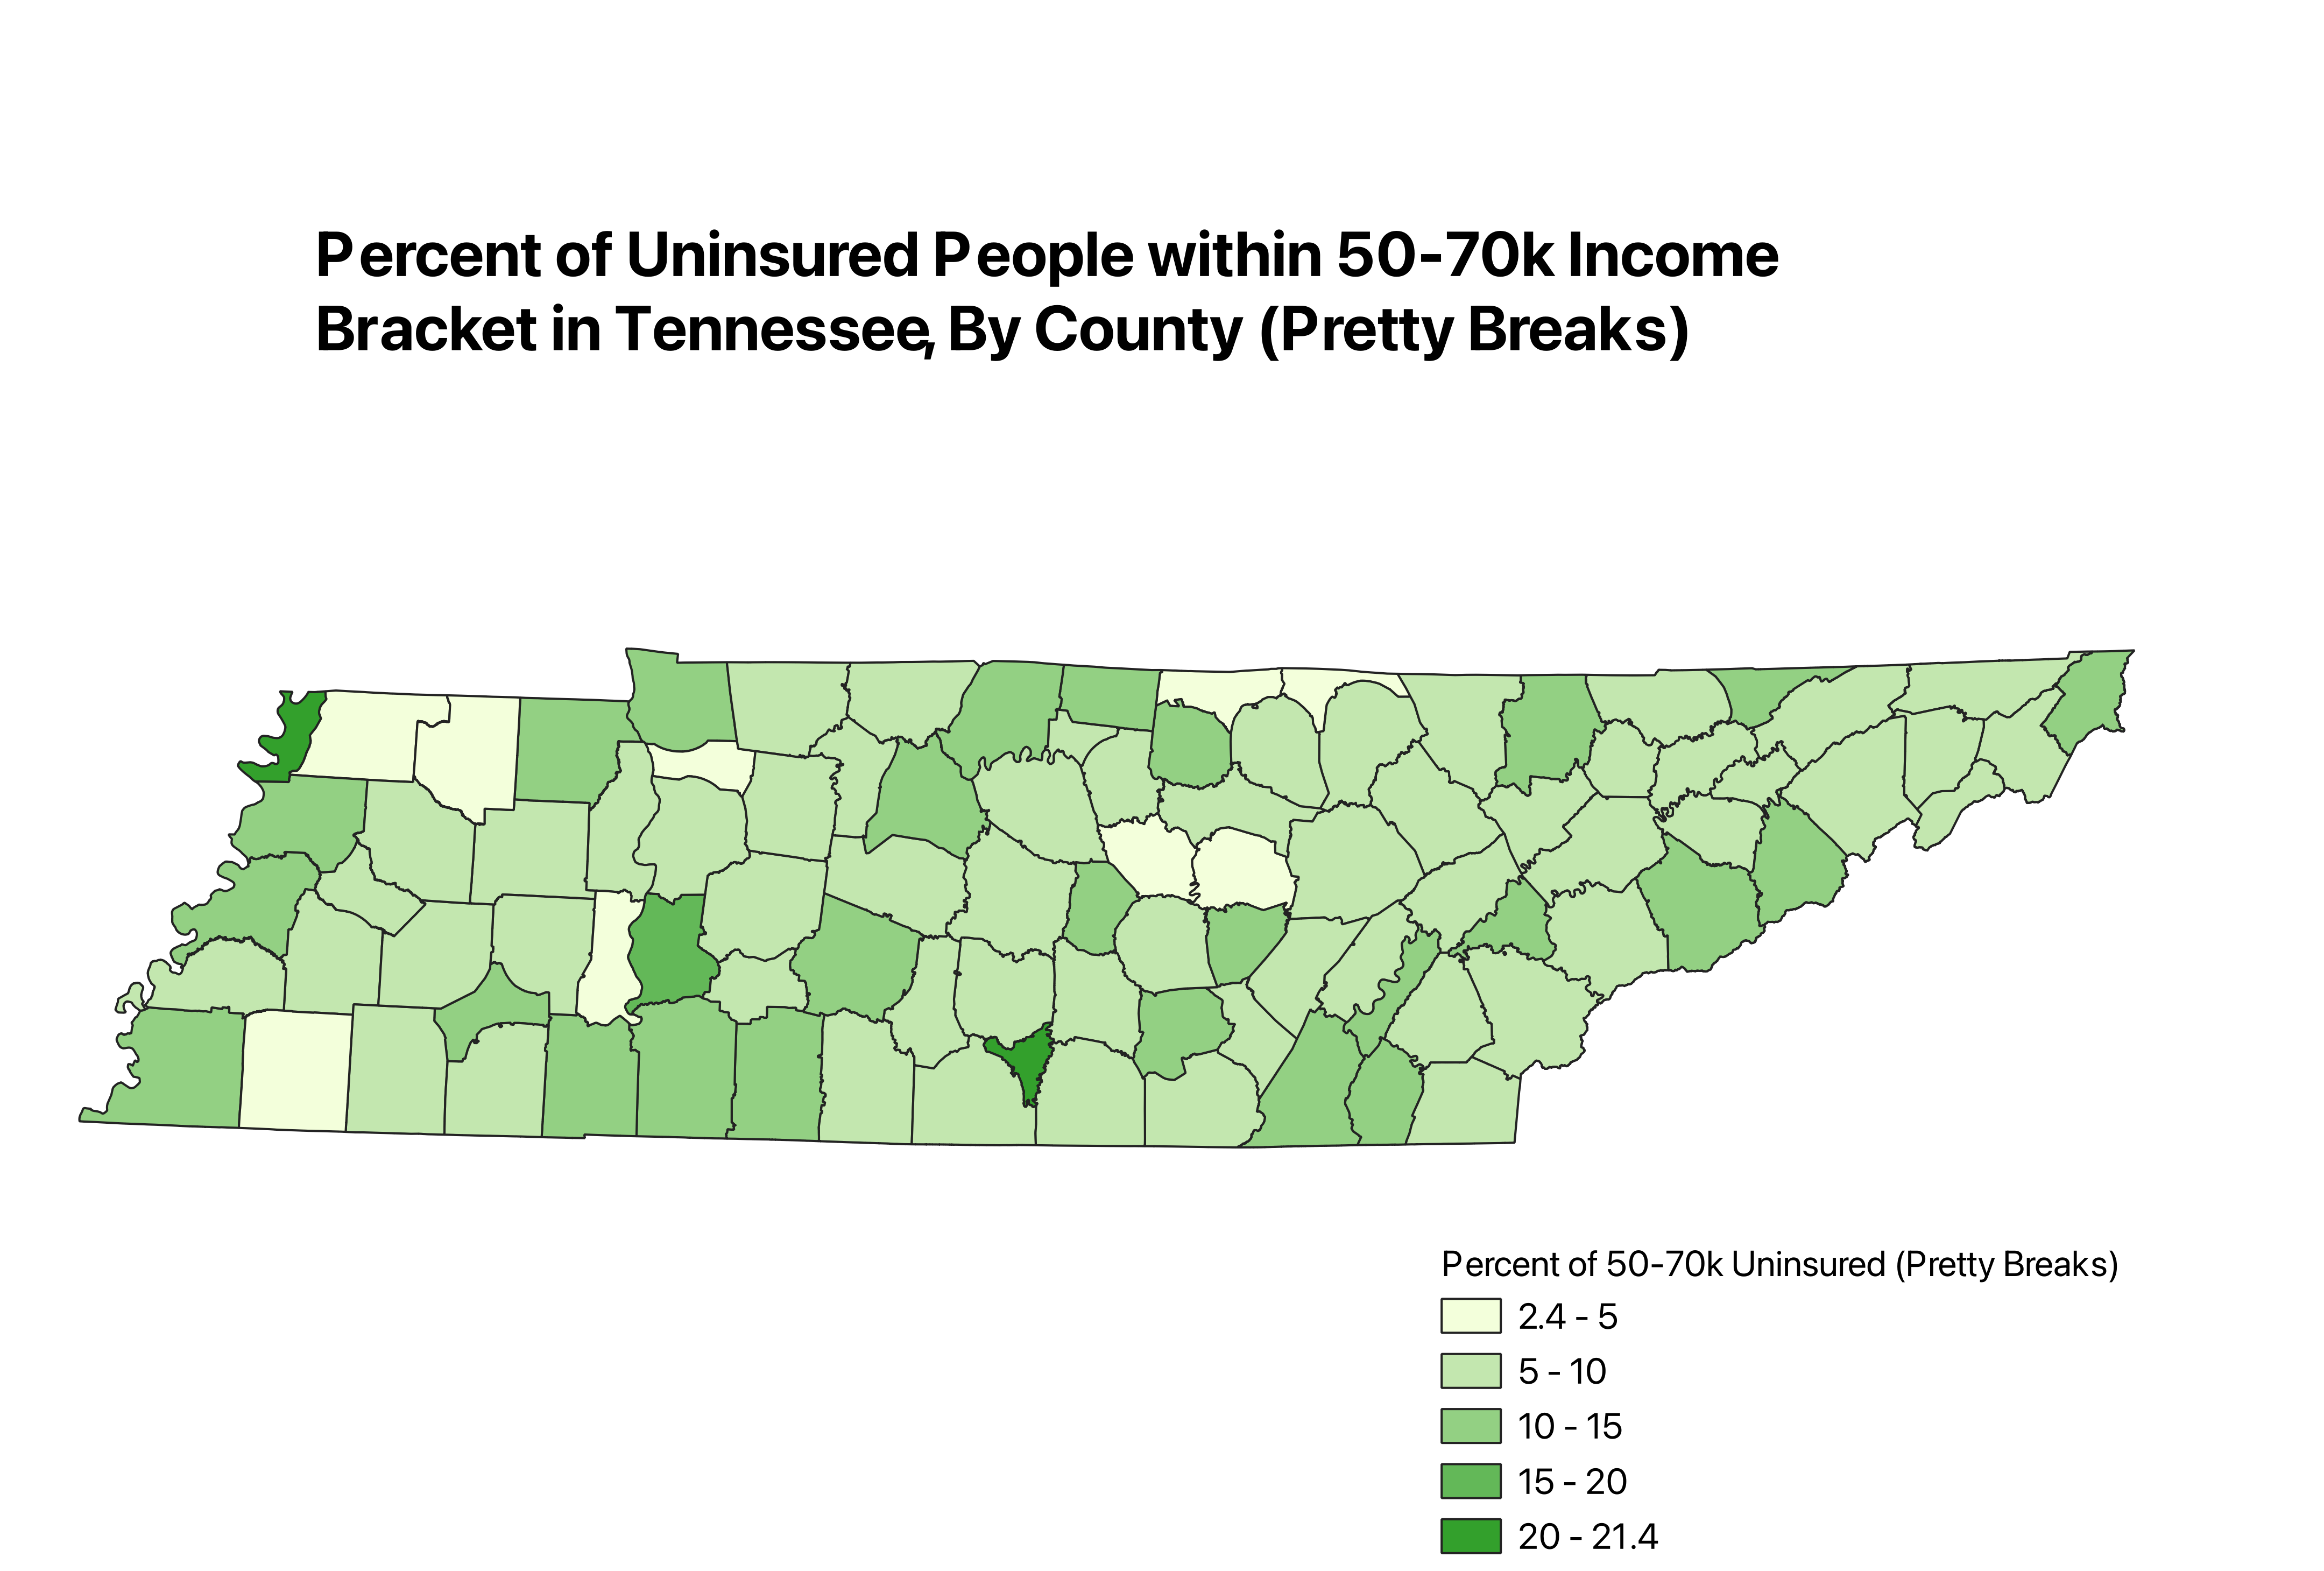 Percent of Uninsured People within 50-70k Income
Bracket in Tennessee, By County (Pretty Breaks)
Percent of 50-70k Uninsured (Pretty Breaks)
2.4 - 5
5 - 10
10 - 15
15 - 20
20 - 21.4